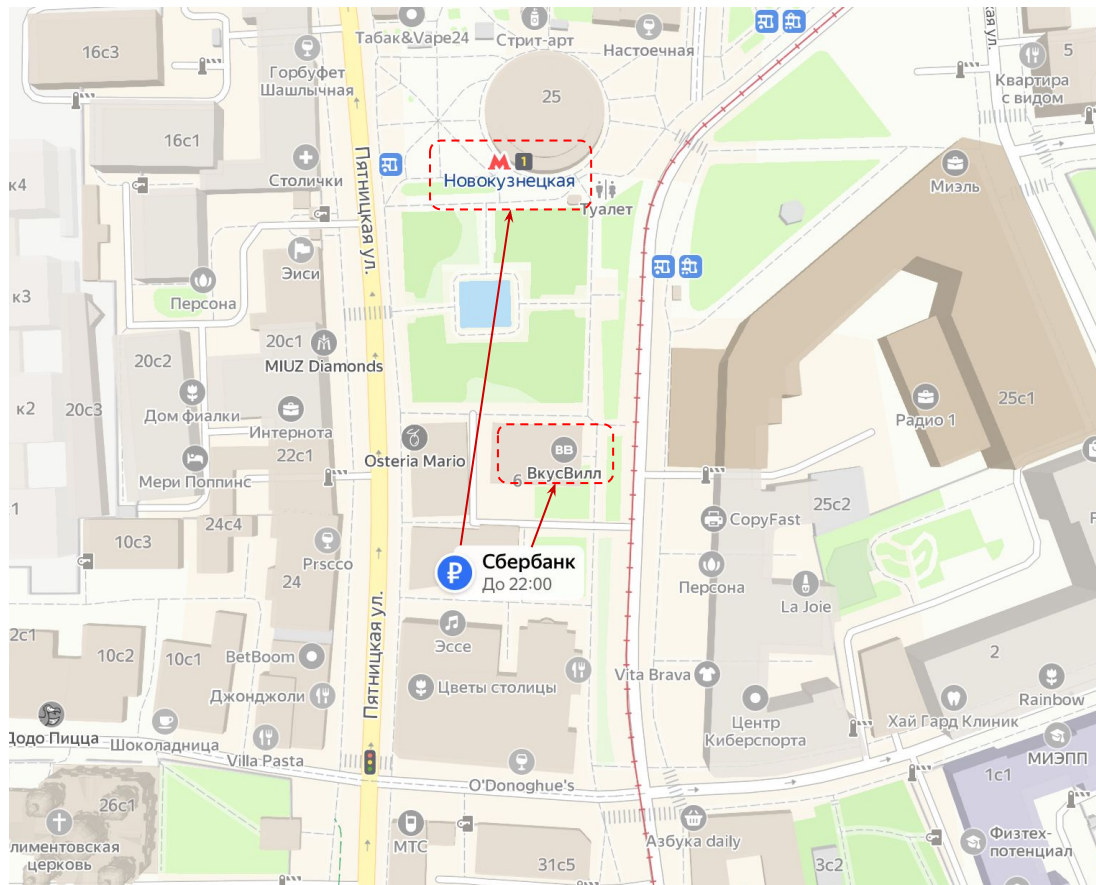 16с3
Табак&Vape24
Стрит-арт
Настоечная
кая ул.
5
Квартира
с видом
Горбуфет
Шашлычная
25
16с1
1
Новокузнецкая
Столички
Пятницкая ул.
Туалет
Миэль
к4
Эиси
к3
Персона
20с1
20с2
MIUZ Diamonds
к2
20с3
Дом фиалки
Интернота
Радио 1
25с1
22с1
Osteria Mario
ВВ
ВкусВилл
6
Мери Поппинс
1
25с2
24с4
CopyFast
10с3
Prscco
Сбербанк
До 22:00
24
Персона
La Joie
Пятницкая ул.
2с1
10с2
10с1
BetBoom
Эссе
2
Джонджоли
Цветы столицы
Vita Brava
Rainbow
Додо Пицца
Шоколадница
Центр
Киберспорта
Хай Гард Клиник
Villa Pasta
МИЭПП
O'Donoghue's
1с1
26с1
лиментовская
церковь
МТС
Азбука daily
31с5
3с2
Физтех-
потенциал